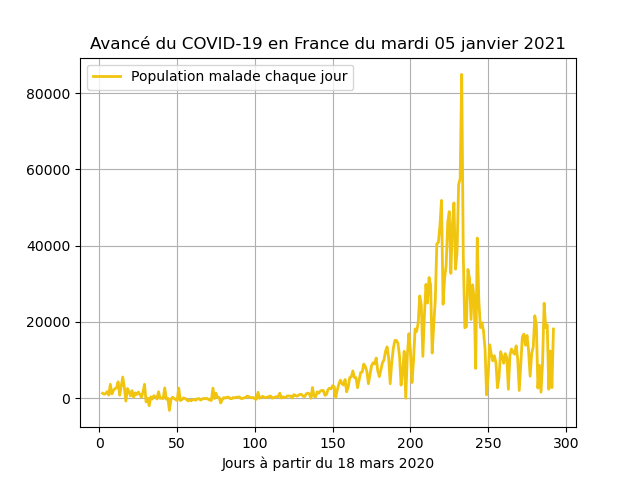 Avancé du COVID-19 en France du mardi 05 janvier 2021
Population malade chaque jour
80000
60000
40000
20000
0
0 50 100 150 200 250 300
Jours à partir du 18 mars 2020